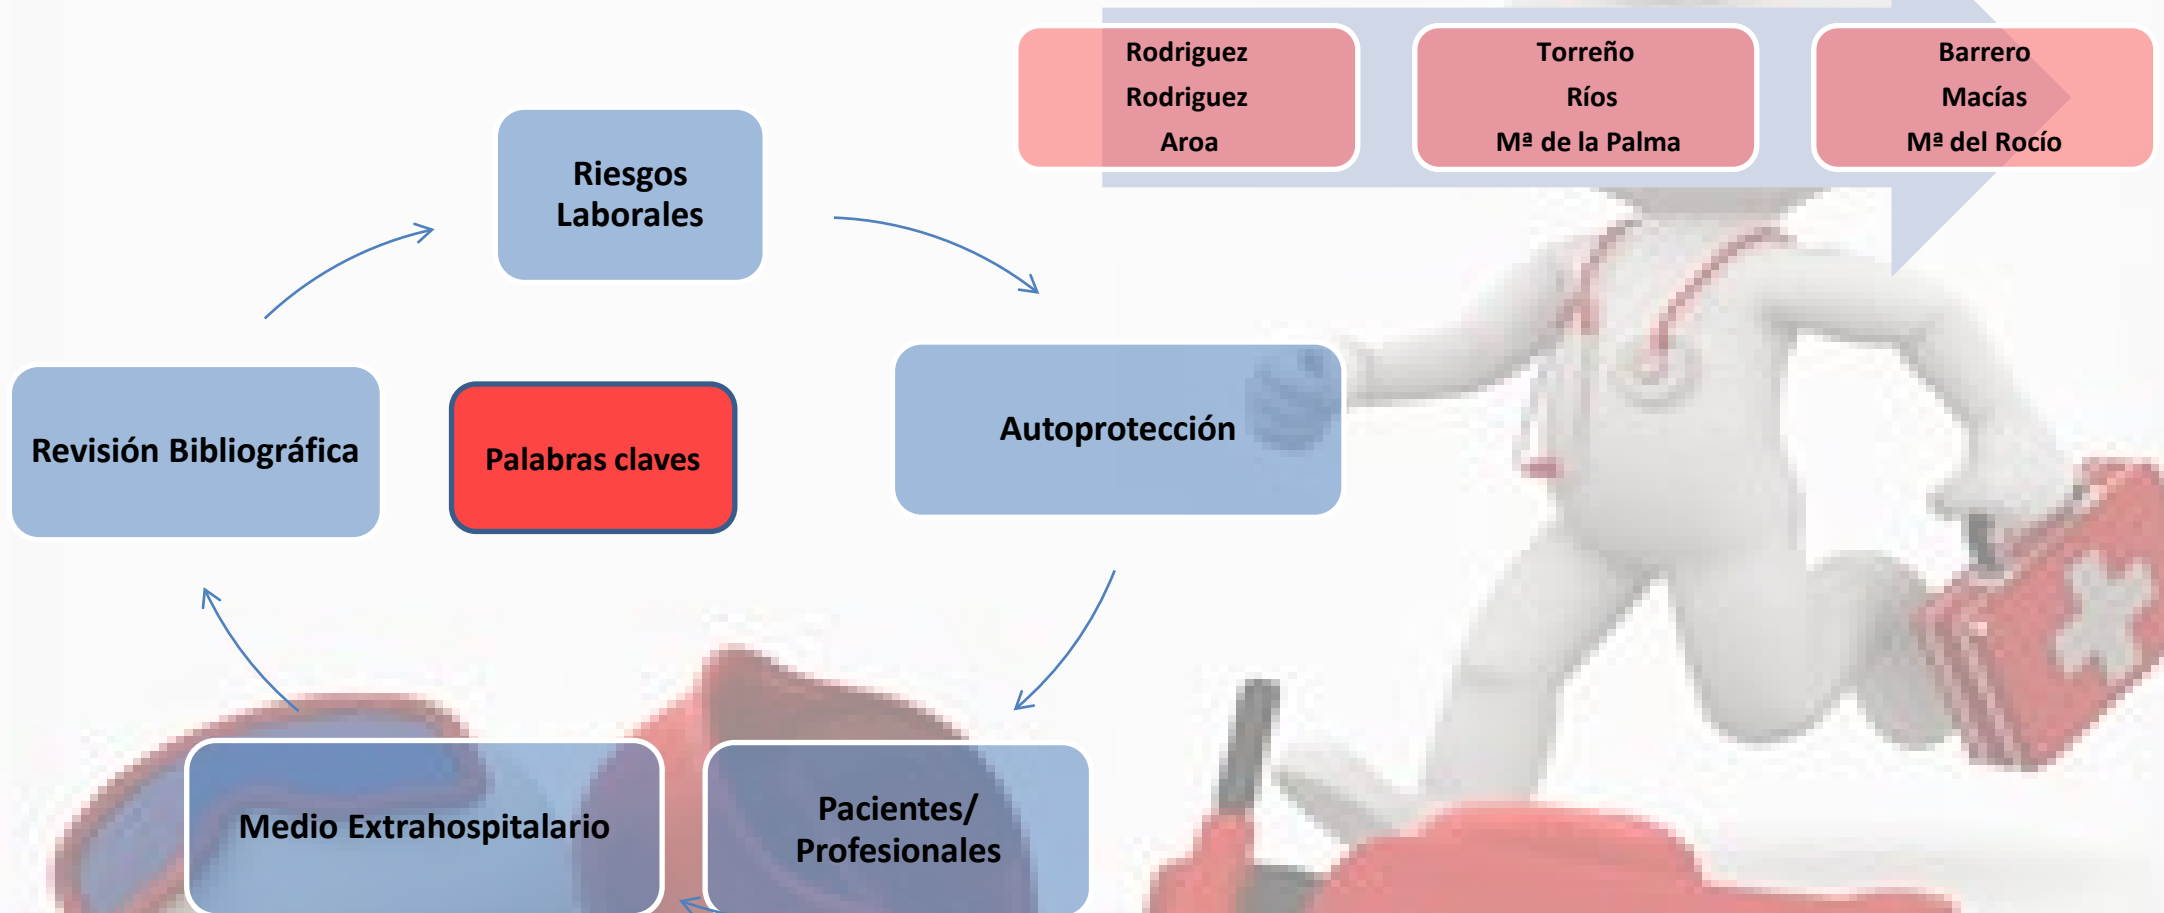 Rodriguez
Rodriguez
Aroa
Torreño
Ríos
Mª de la Palma
Barrero
Macías
Mª del Rocío
Riesgos
Laborales
Autoprotección
Pacientes/
Profesionales
Medio Extrahospitalario
Revisión Bibliográfica
Palabras claves